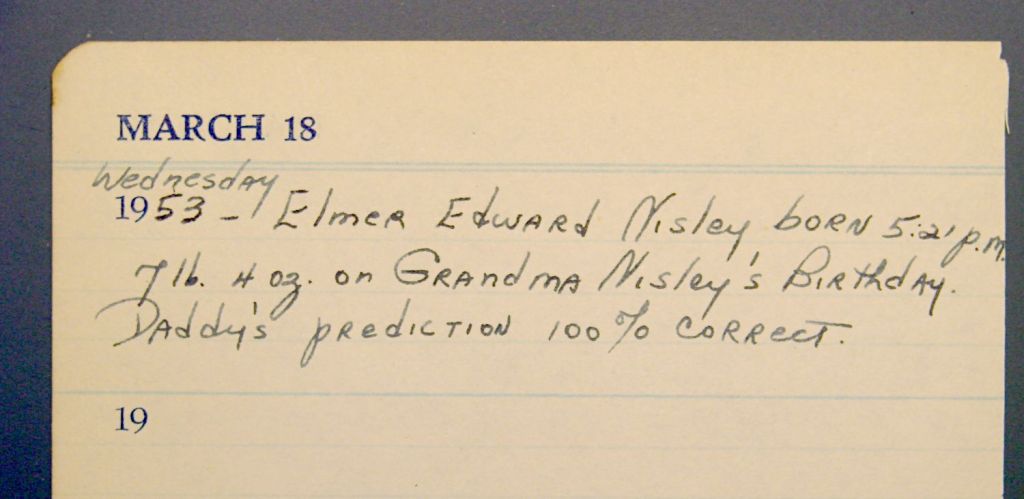 MARCH 18
Wednesday
1953 - Elmer Edward Nisley born 5:21 p.m.
7 lb. 4 oz. on Grandma Nisley's Birthday.
Daddy's prediction 100% correct.
19